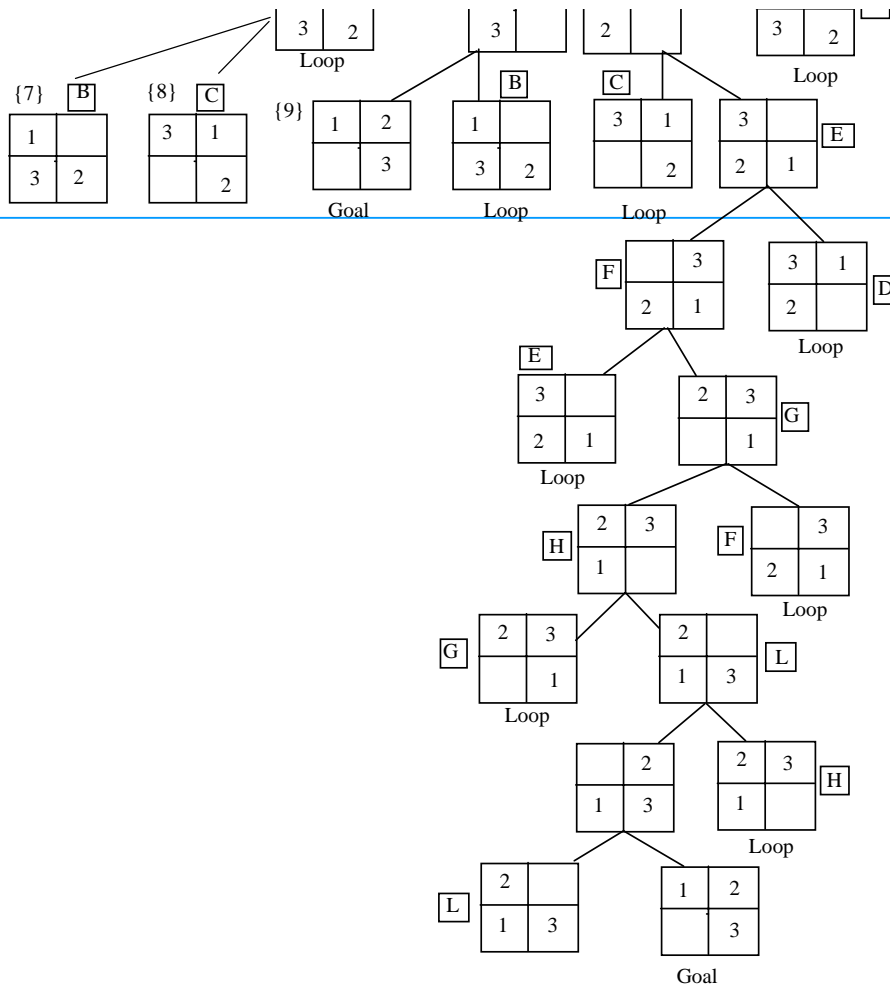 3 2 3 2 3 2
Loop Loop
{7} B {8} C B C
{9} 1 2 1 3 1 3 E
1 3 1
3 2 2 3 3 2 2 2 1
Goal Loop Loop
F 3 3 1 D
2 1 2
Loop
E
3 2 3 G
2 1 1
Loop
H 2 3 F 3
1 2 1
Loop
G 2 3 2 L
1 1 3
Loop
2 2 3 H
1 3 1
Loop
L 2 1 2
1 3 3
Goal